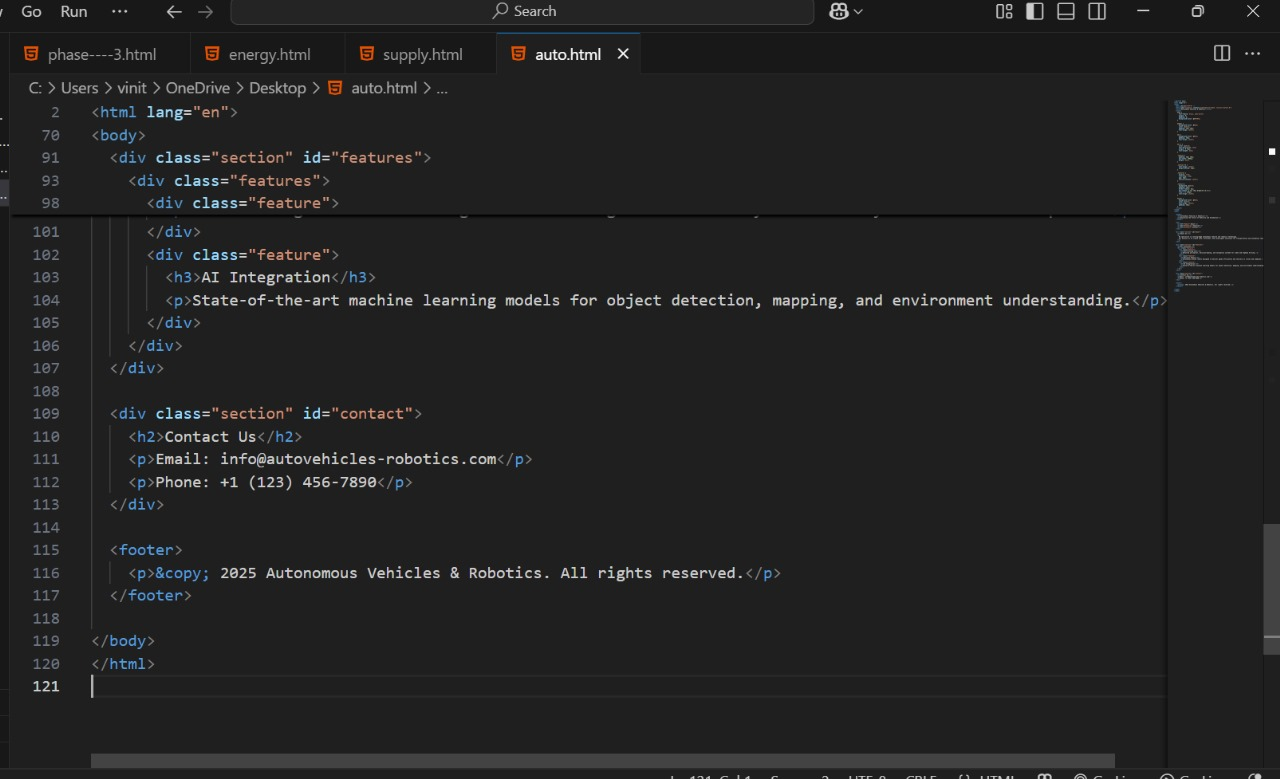 Go Run ... Search
phase----3.html energy.html supply.html auto.html
C: > Users > vinit > OneDrive > Desktop > auto.html > ...
2 <html lang="en">
70 <body>
91 <div class="section" id="features">
93 <div class="features">
98 <div class="feature">
101 </div>
102 <div class="feature">
103 <h3>AI Integration</h3>
104 <p>State-of-the-art machine learning models for object detection, mapping, and environment understanding.</p>
105 </div>
106 </div>
107 </div>
108
109 <div class="section" id="contact">
110 <h2>Contact Us</h2>
111 <p>Email: info@autovehicles-robotics.com</p>
112 <p>Phone: +1 (123) 456-7890</p>
113 </div>
114
115 <footer>
116 <p>&copy; 2025 Autonomous Vehicles & Robotics. All rights reserved.</p>
117 </footer>
118
119 </body>
120 </html>
121